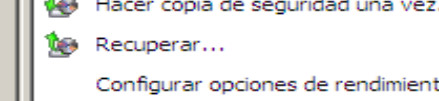 Hacer copia de seguridad una vez.
Recuperar...
Configurar opciones de rendimient